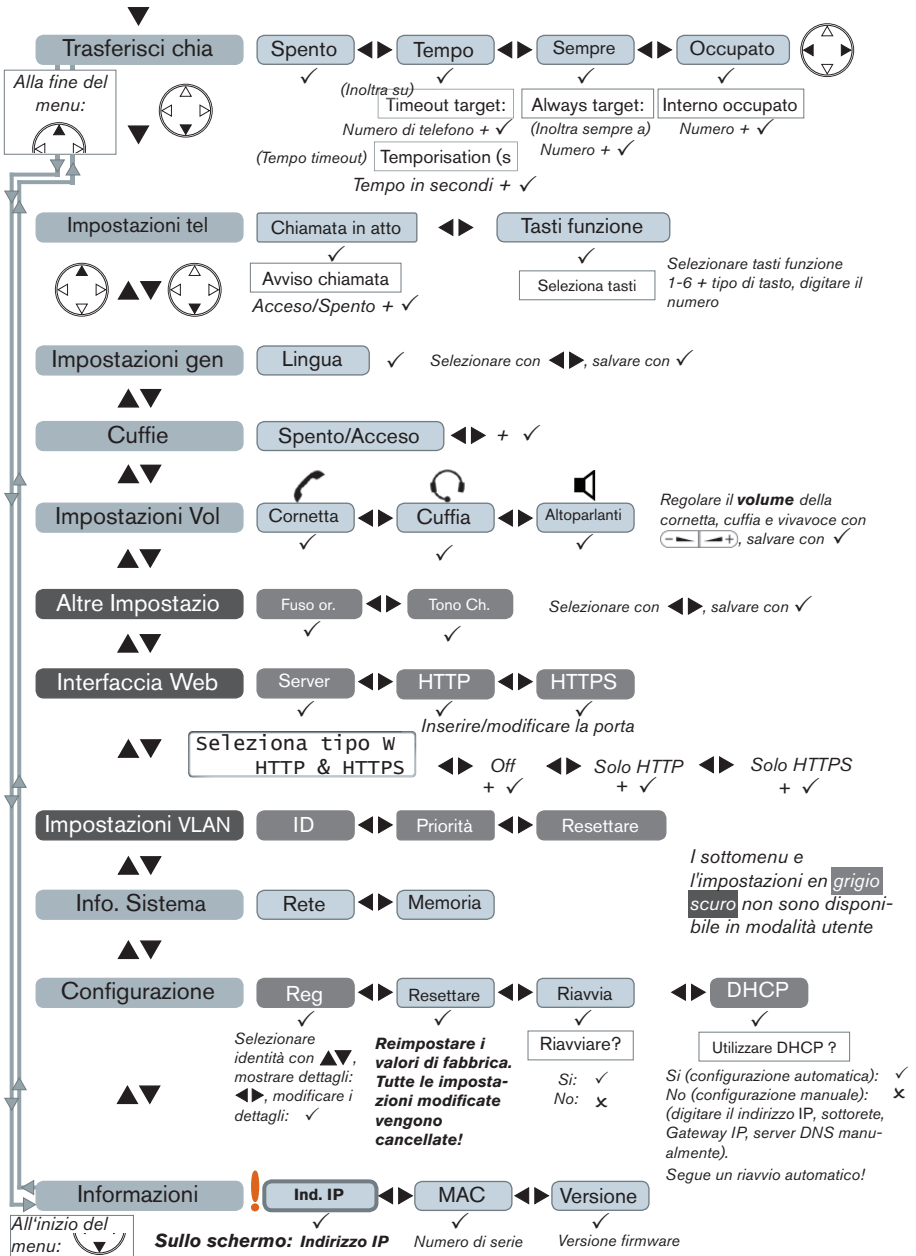 Trasferisci chia
Spento
Tempo
Sempre
Occupato
✓ ✓ ✓ ✓
Alla fine del
menu:
(Inoltra su)
Timeout target:
Always target:
Interno occupato
Numero di telefono + ✓
(Inoltra sempre a)
Numero + ✓
Numero + ✓
(Tempo timeout)
Temporisation (s
Tempo in secondi + ✓
Impostazioni tel
Chiamata in atto
Tasti funzione
✓ ✓
Avviso chiamata
Acceso/Spento + ✓
Seleziona tasti
Selezionare tasti funzione
1-6 + tipo di tasto, digitare il
numero
Impostazioni gen
Lingua
✓
Selezionare con ◀▶, salvare con ✓
Cuffie
Spento/Acceso
◀▶ + ✓
Impostazioni Vol
Cornetta
Cuffia
Altoparlanti
✓ ✓ ✓
Regolare il volume della
cornetta, cuffia e vivavoce con
(- +), salvare con ✓
Altre Impostazio
Fuso or.
Tono Ch.
✓ ✓
Selezionare con ◀▶, salvare con ✓
Interfaccia Web
Server
HTTP
HTTPS
✓ ✓ ✓
Inserire/modificare la porta
Seleziona tipo W
HTTP & HTTPS
Off
+ ✓
Solo HTTP
+ ✓
Solo HTTPS
+ ✓
Impostazioni VLAN
ID
Priorità
Resettare
I sottomenu e
l'impostazioni en grigio
scuro non sono disponi-
bile in modalità utente
Info. Sistema
Rete
Memoria
Configurazione
Reg
Resettare
Riavvia
DHCP
✓ ✓ ✓ ✓
Selezionare
identità con ▲▼,
mostrare dettagli:
◀▶, modificare i
dettagli: ✓
Reimpostare i
valori di fabbrica.
Tutte le imposta-
zioni modificate
vengono
cancellate!
Riavviare?
Si: ✓
No: x
Utilizzare DHCP ?
Si (configurazione automatica): ✓
No (configurazione manuale): x
(digitare il indirizzo IP, sottorete,
Gateway IP, server DNS manu-
almente).
Segue un riavvio automatico!
Informazioni
!
Ind. IP
MAC
Versione
✓ ✓ ✓
All'inizio del
menu:
Sullo schermo: Indirizzo IP
Numero di serie
Versione firmware